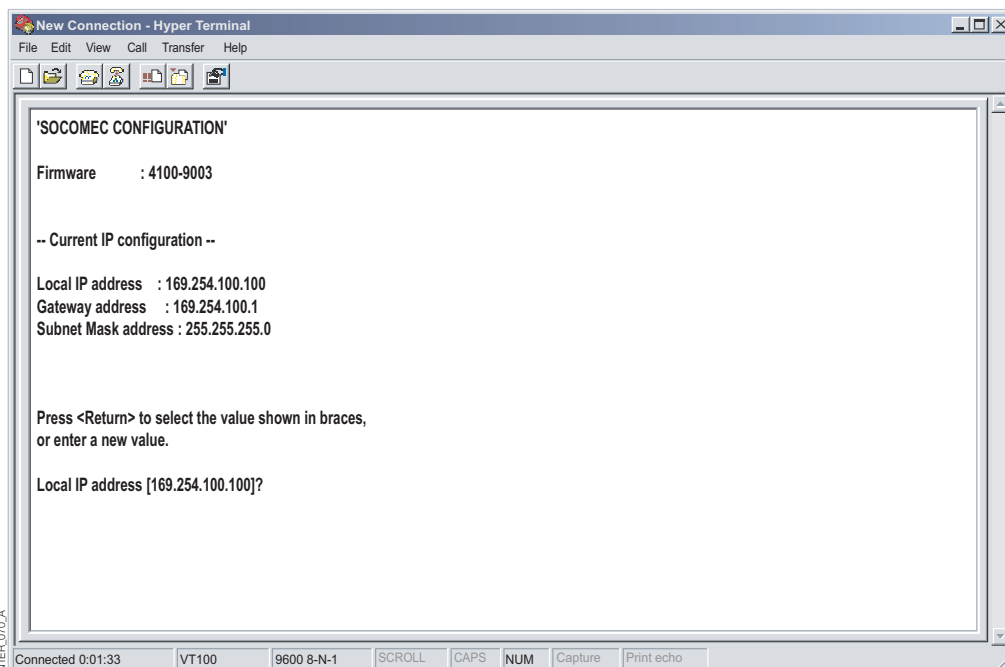 New Connection - Hyper Terminal
File Edit View Call Transfer Help
'SOCOMEC CONFIGURATION'
Firmware : 4100-9003
-- Current IP configuration --
Local IP address : 169.254.100.100
Gateway address : 169.254.100.1
Subnet Mask address : 255.255.255.0
Press <Return> to select the value shown in braces,
or enter a new value.
Local IP address [169.254.100.100]?
Connected 0:01:33 VT100 9600 8-N-1 SCROLL CAPS NUM Capture Print echo